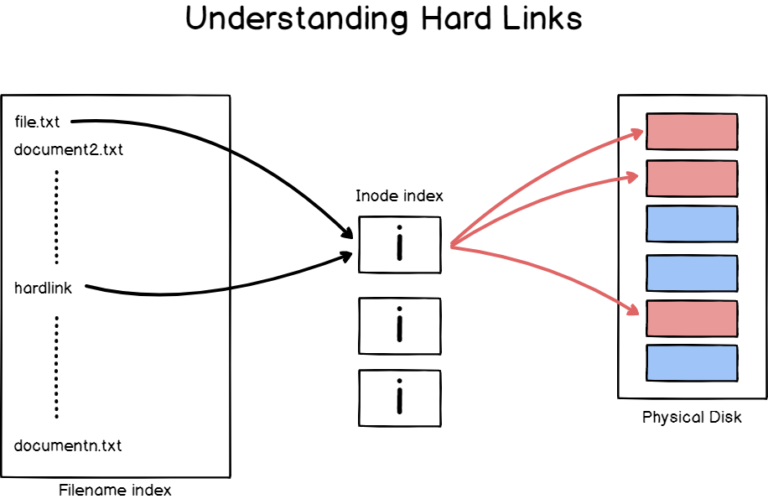 Understanding Hard Links
file.txt
document2.txt
hardlink
documentn.txt
Filename index
Inode index
i
i
i
Physical Disk